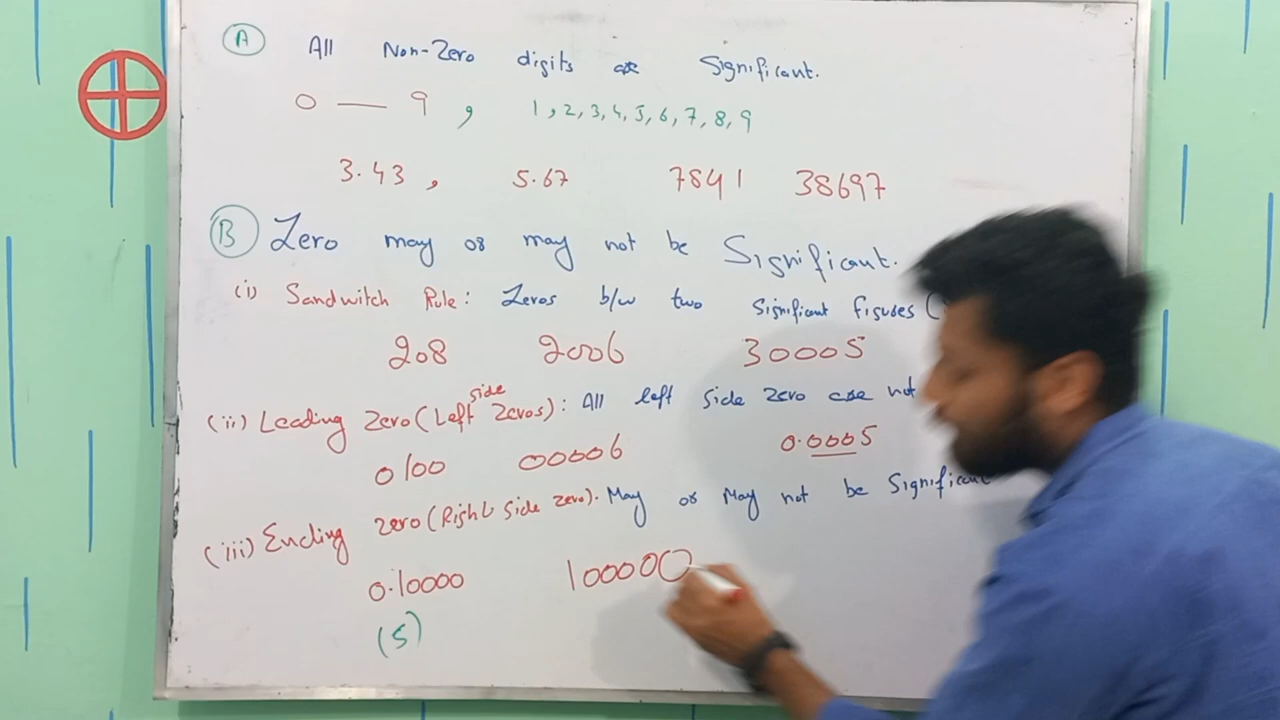 A All Non-Zero digits are Significant.
0 — 9 , 1,2,3,4,5,6,7,8,9
3.43 , 5.67 7841 38697
B Zero may or may not be Significant.
(i) Sandwitch Rule: Zeros b/w two Significant figures (
208 2006 30005
(ii) Leading Zero (Left side Zeros): All left side zero are not
0100 00006 0.0005
(iii) Ending zero (Right side zero). May or May not be Significant
0.10000 100000
(5)